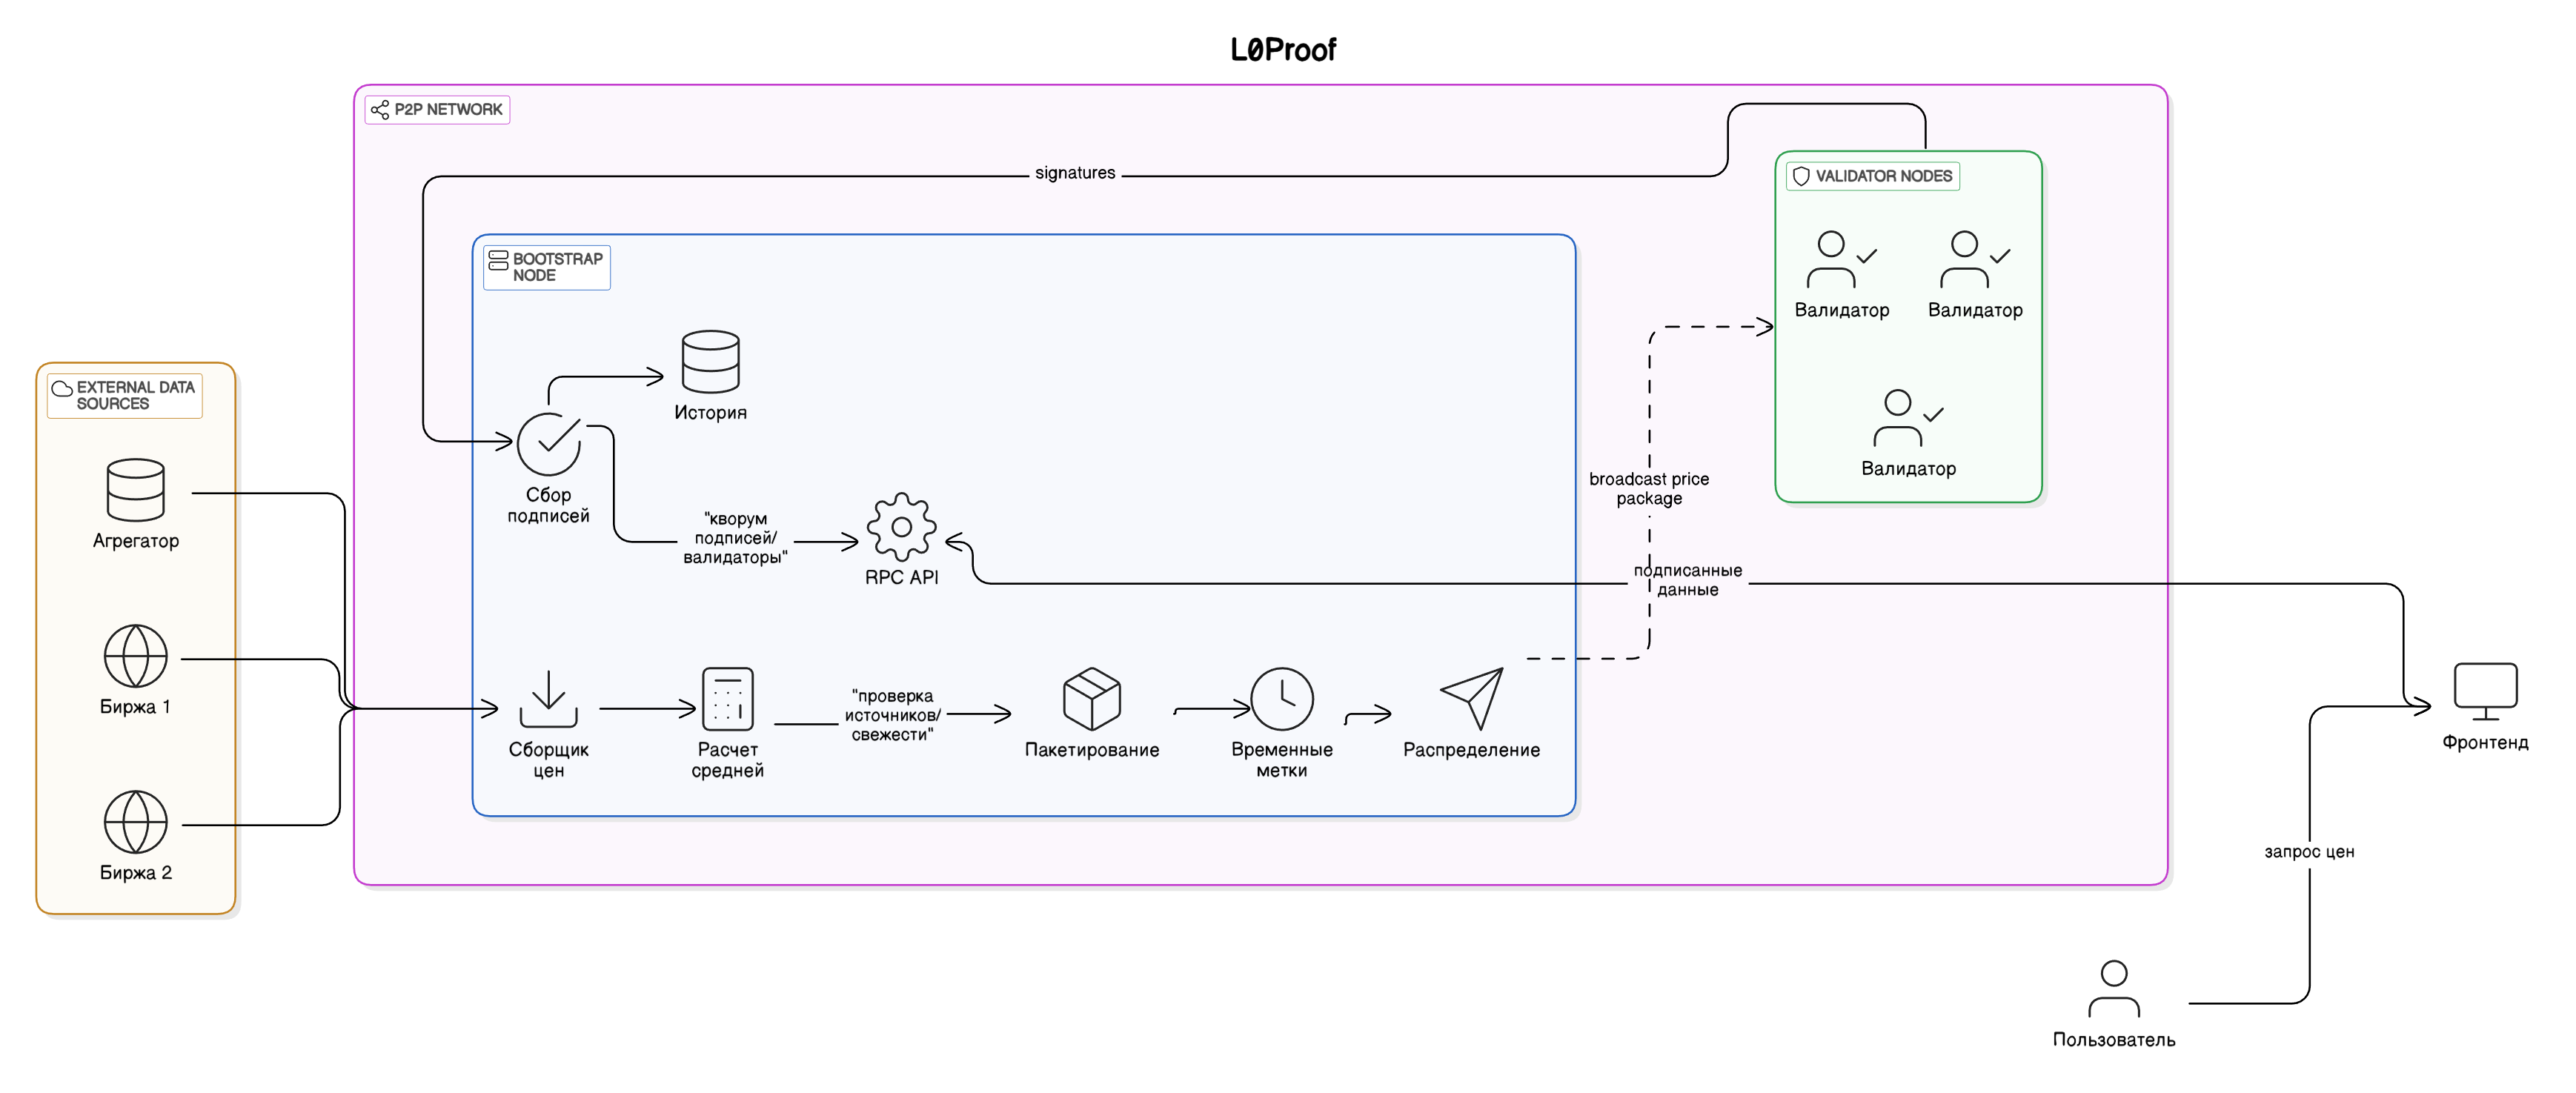 L0Proof
P2P NETWORK
signatures
VALIDATOR NODES
Валидатор
Валидатор
Валидатор
BOOTSTRAP
NODE
История
Сбор
подписей
"кворум
подписей/
валидаторы"
RPC API
broadcast price
package
подписанные
данные
EXTERNAL DATA
SOURCES
Агрегатор
Биржа 1
Биржа 2
Сборщик
цен
Расчет
средней
"проверка
источников/
свежести"
Пакетирование
Временные
метки
Распределение
Фронтенд
запрос цен
Пользователь